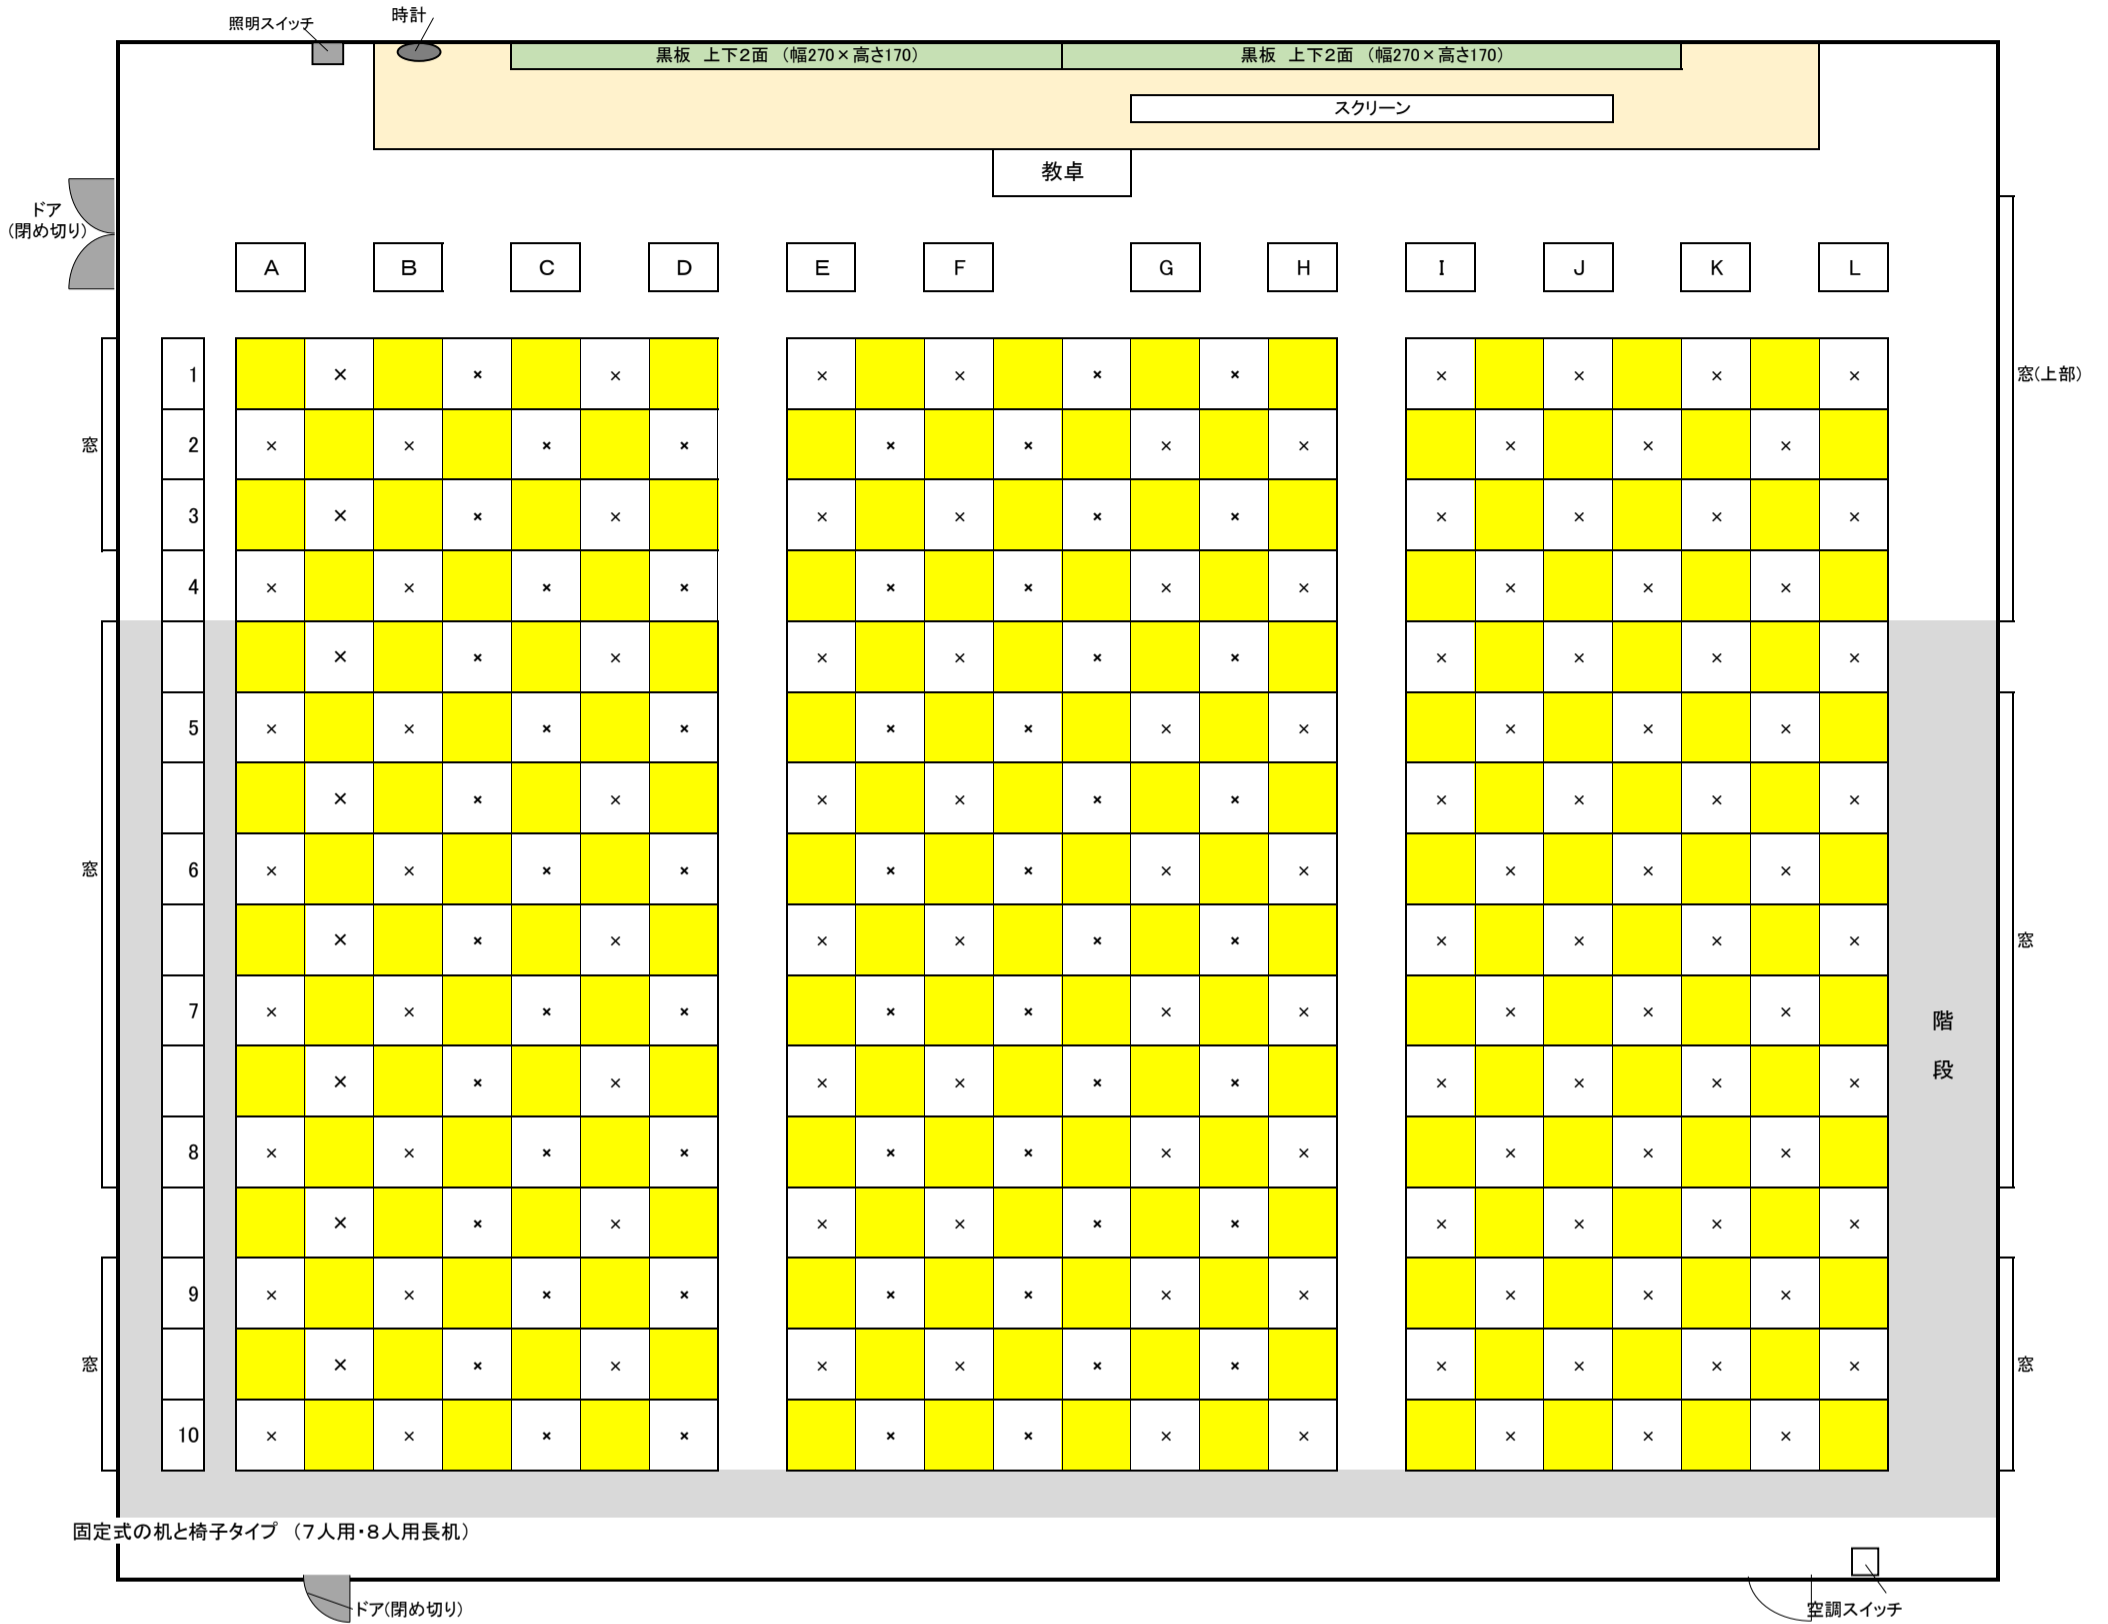 照明スイッチ
時計
黒板 上下2面 (幅270×高さ170)
黒板 上下2面 (幅270×高さ170)
スクリーン
教卓
ドア
(閉め切り)
A B C D E F G H I J K L
1 × × × × × × × × × × × 窓(上部)
窓 2 × × × × × × × × × × ×
3 × × × × × × × × × × ×
4 × × × × × × × × × × ×
× × × × × × × × × × ×
5 × × × × × × × × × × ×
× × × × × × × × × × ×
窓 6 × × × × × × × × × × ×
× × × × × × × × × × × 窓
7 × × × × × × × × × × ×
階
段
× × × × × × × × × × ×
8 × × × × × × × × × × ×
× × × × × × × × × × ×
9 × × × × × × × × × × ×
窓 × × × × × × × × × × × 窓
10 × × × × × × × × × × ×
固定式の机と椅子タイプ (7人用・8人用長机)
ドア(閉め切り)
空調スイッチ